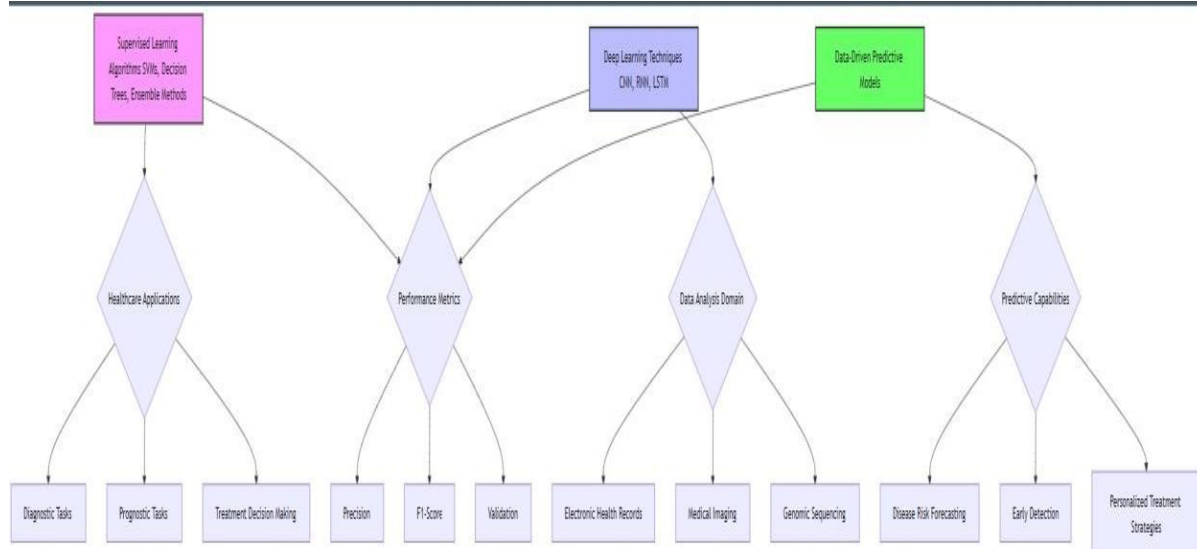 Supervised Learning
Algorithms SVMs, Decision
Trees, Ensemble Methods
Deep Learning Techniques
CNN, RNN, LSTM
Data-Driven Predictive
Models
Healthcare Applications
Performance Metrics
Data Analysis Domain
Predictive Capabilities
Diagnostic Tasks
Prognostic Tasks
Treatment Decision Making
Precision
F1-Score
Validation
Electronic Health Records
Medical Imaging
Genomic Sequencing
Disease Risk Forecasting
Early Detection
Personalized Treatment
Strategies